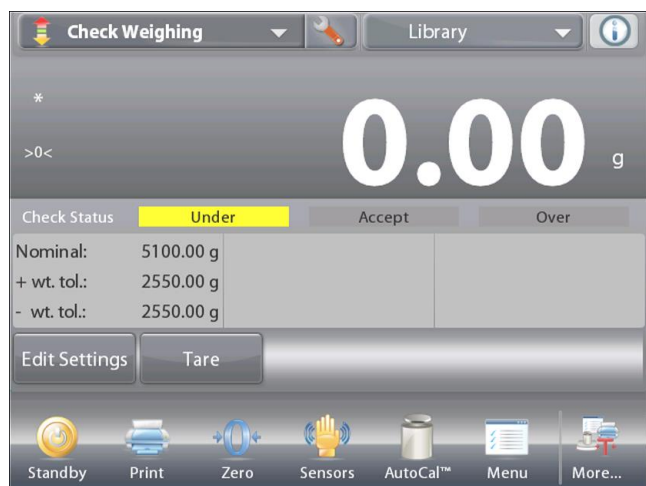 Check Weighing Library
*
0.00 g
>0<
Check Status Under Accept Over
Nominal: 5100.00 g
+ wt. tol.: 2550.00 g
- wt. tol.: 2550.00 g
Edit Settings Tare
Standby Print Zero Sensors AutoCal™ Menu More...